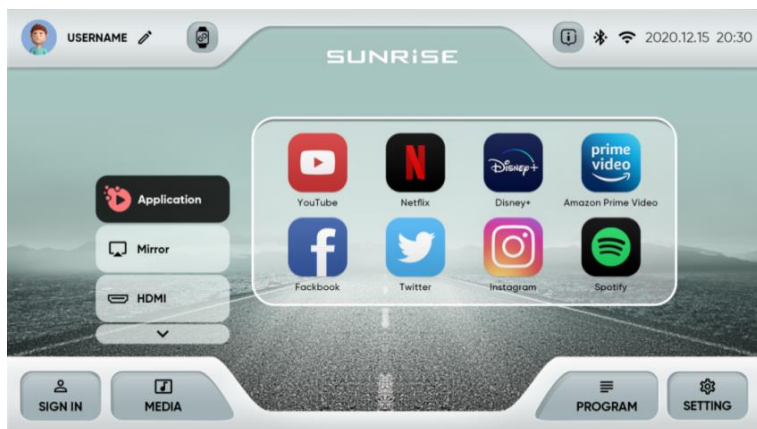 USERNAME
SUNRiSE
2020.12.15 20:30
Application
Mirror
HDMI
YouTube
N
Netflix
Disney+
Disney+
prime
video
Amazon Prime Video
f
Fackbook
Twitter
Instagram
Spotify
SIGN IN
MEDIA
PROGRAM
SETTING